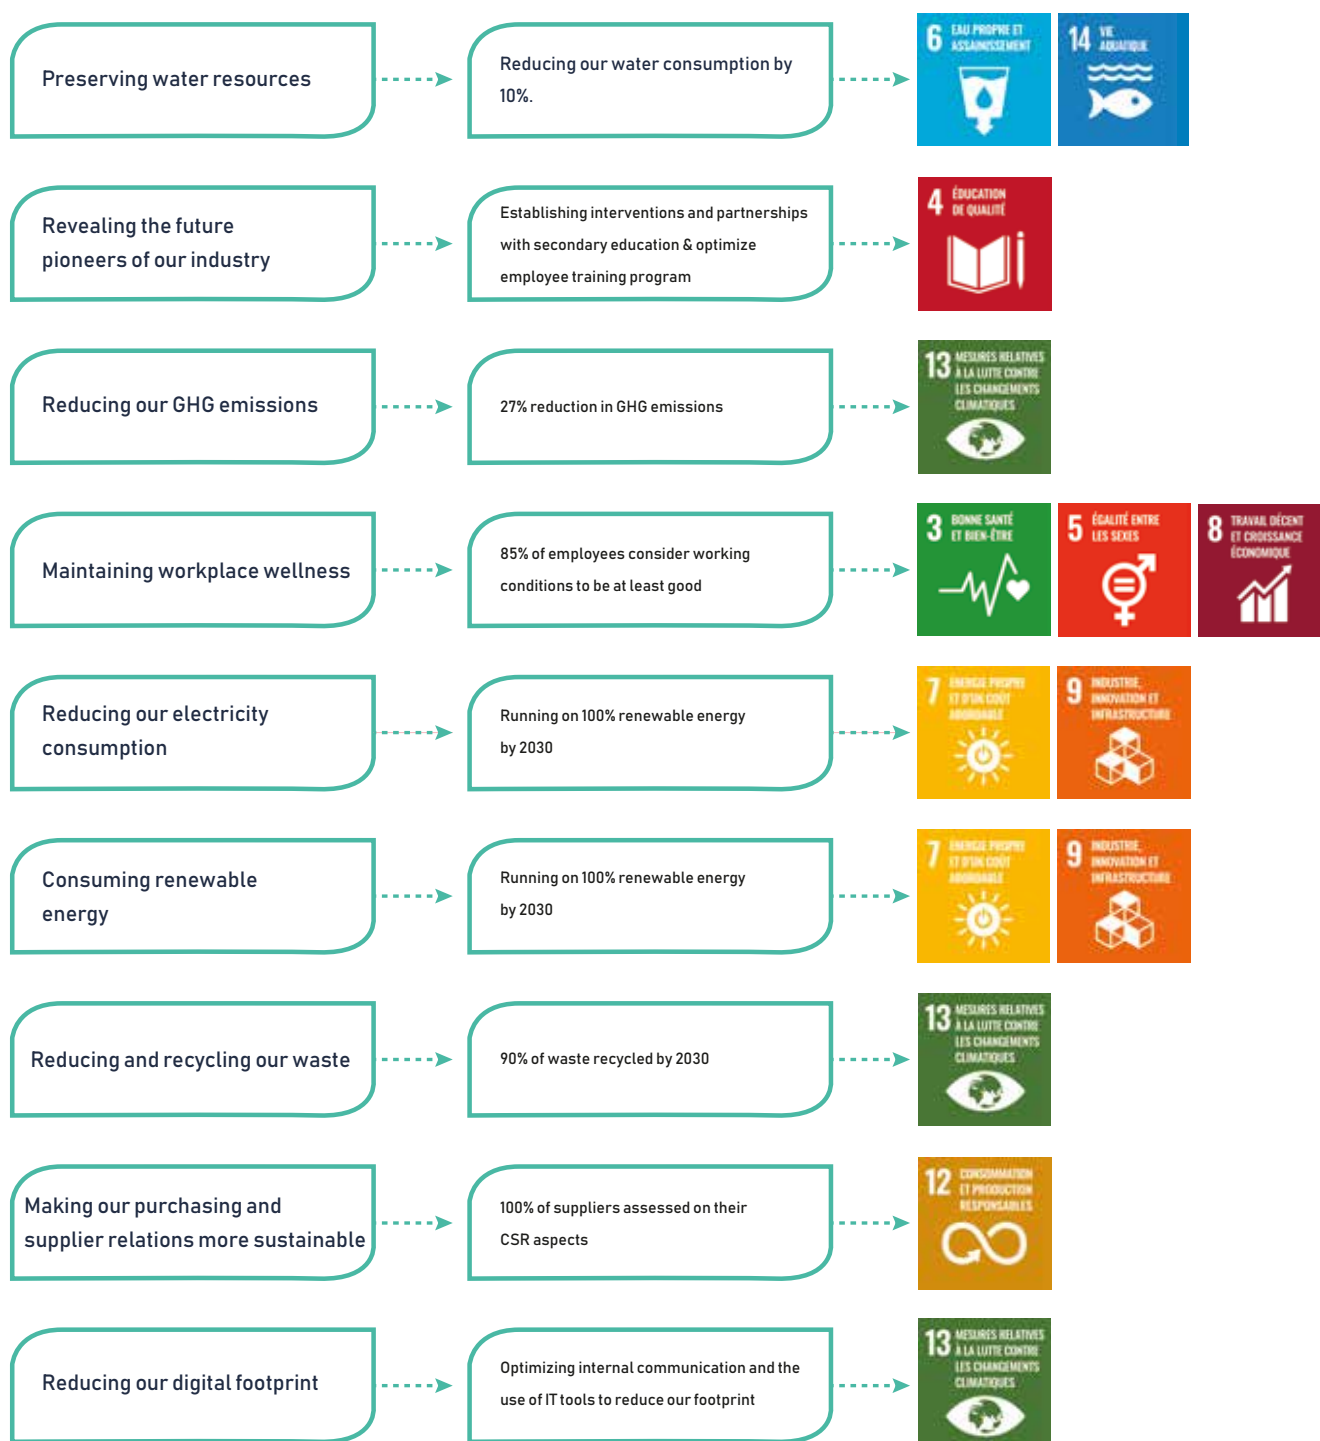 Preserving water resources
Reducing our water consumption by
10%.
6 EAU PROPRE ET
ASSAINISSEMENT
14 VIE
AQUATIQUE
Revealing the future
pioneers of our industry
Establishing interventions and partnerships
with secondary education & optimize
employee training program
4 ÉDUCATION
DE QUALITÉ
Reducing our GHG emissions
27% reduction in GHG emissions
13 MESURES RELATIVES
À LA LUTTE CONTRE
LES CHANGEMENTS
CLIMATIQUES
Maintaining workplace wellness
85% of employees consider working
conditions to be at least good
3 BONNE SANTÉ
ET BIEN-ÊTRE
5 ÉGALITÉ ENTRE
LES SEXES
8 TRAVAIL DÉCENT
ET CROISSANCE
ÉCONOMIQUE
Reducing our electricity
consumption
Running on 100% renewable energy
by 2030
7 ÉNERGIE PROPRE
ET D'UN COÛT
ABORDABLE
9 INDUSTRIE,
INNOVATION ET
INFRASTRUCTURE
Consuming renewable
energy
Running on 100% renewable energy
by 2030
7 ÉNERGIE PROPRE
ET D'UN COÛT
ABORDABLE
9 INDUSTRIE,
INNOVATION ET
INFRASTRUCTURE
Reducing and recycling our waste
90% of waste recycled by 2030
13 MESURES RELATIVES
À LA LUTTE CONTRE
LES CHANGEMENTS
CLIMATIQUES
Making our purchasing and
supplier relations more sustainable
100% of suppliers assessed on their
CSR aspects
12 CONSOMMATION
ET PRODUCTION
RESPONSABLES
Reducing our digital footprint
Optimizing internal communication and the
use of IT tools to reduce our footprint
13 MESURES RELATIVES
À LA LUTTE CONTRE
LES CHANGEMENTS
CLIMATIQUES